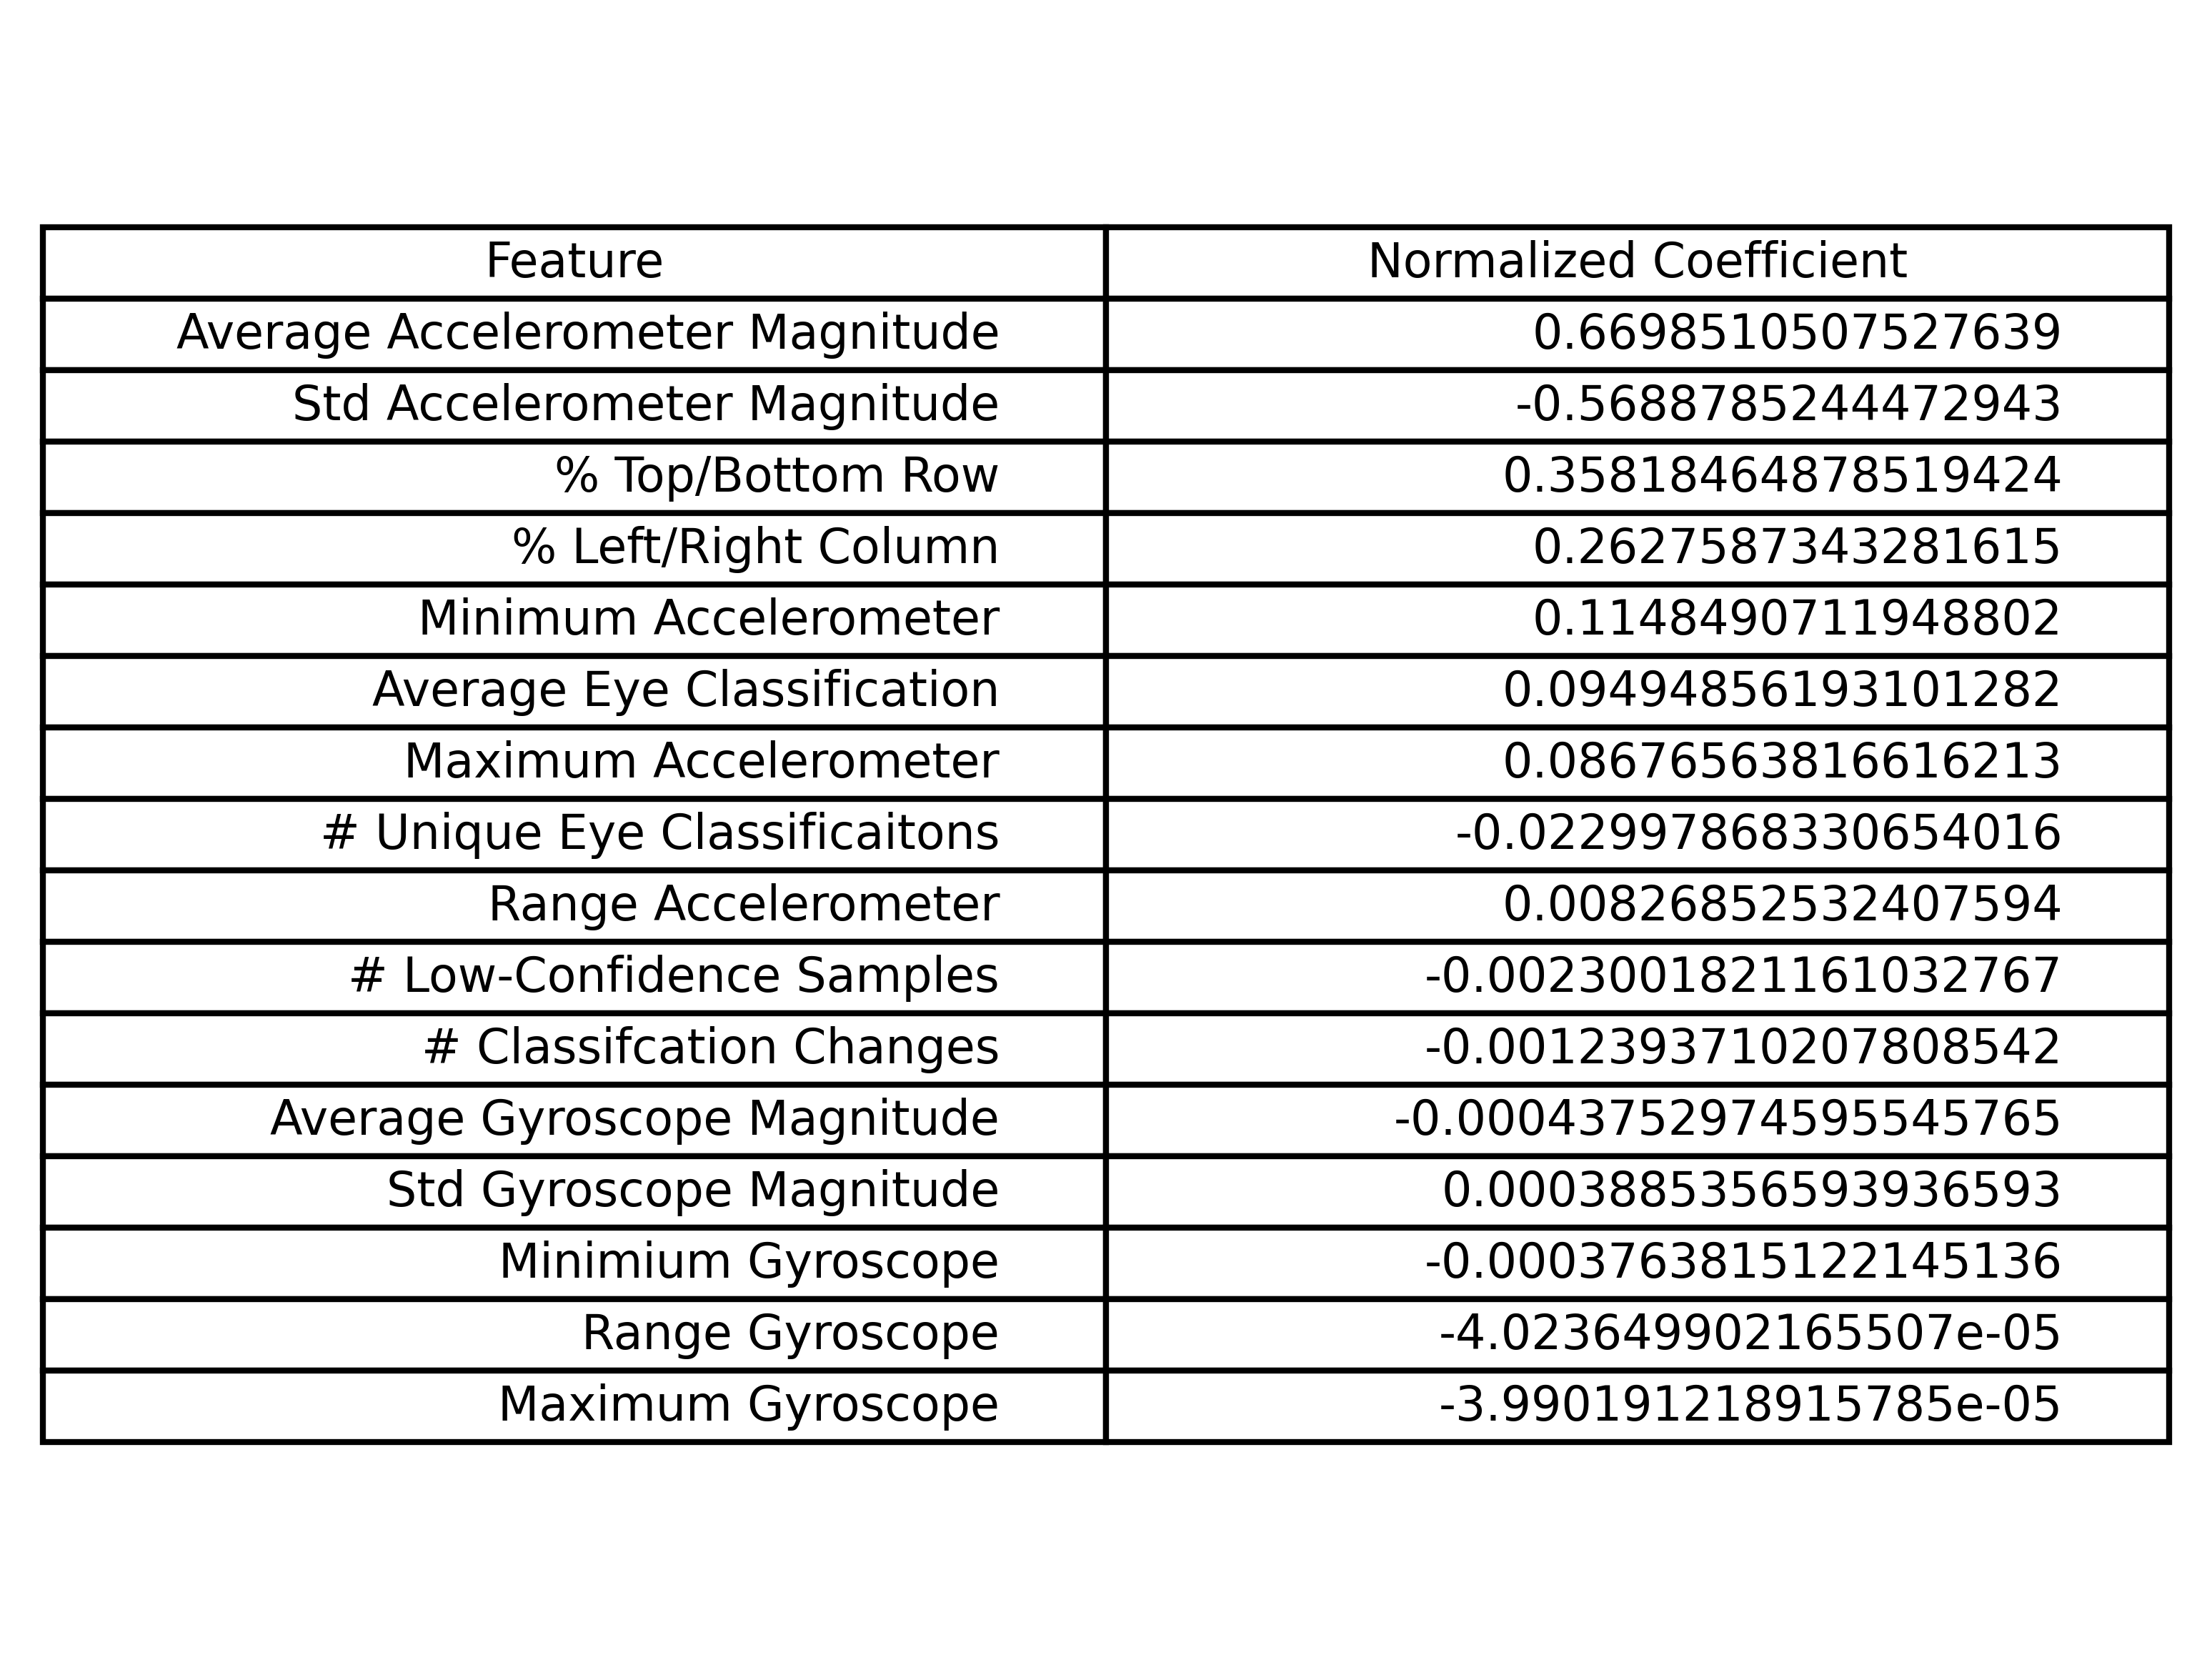 Feature Normalized Coefficient
Average Accelerometer Magnitude 0.6698510507527639
Std Accelerometer Magnitude -0.5688785244472943
% Top/Bottom Row 0.35818464878519424
% Left/Right Column 0.2627587343281615
Minimum Accelerometer 0.1148490711948802
Average Eye Classification 0.09494856193101282
Maximum Accelerometer 0.08676563816616213
# Unique Eye Classificaitons -0.022997868330654016
Range Accelerometer 0.00826852532407594
# Low-Confidence Samples -0.0023001821161032767
# Classifcation Changes -0.0012393710207808542
Average Gyroscope Magnitude -0.00043752974595545765
Std Gyroscope Magnitude 0.0003885356593936593
Minimium Gyroscope -0.0003763815122145136
Range Gyroscope -4.023649902165507e-05
Maximum Gyroscope -3.990191218915785e-05